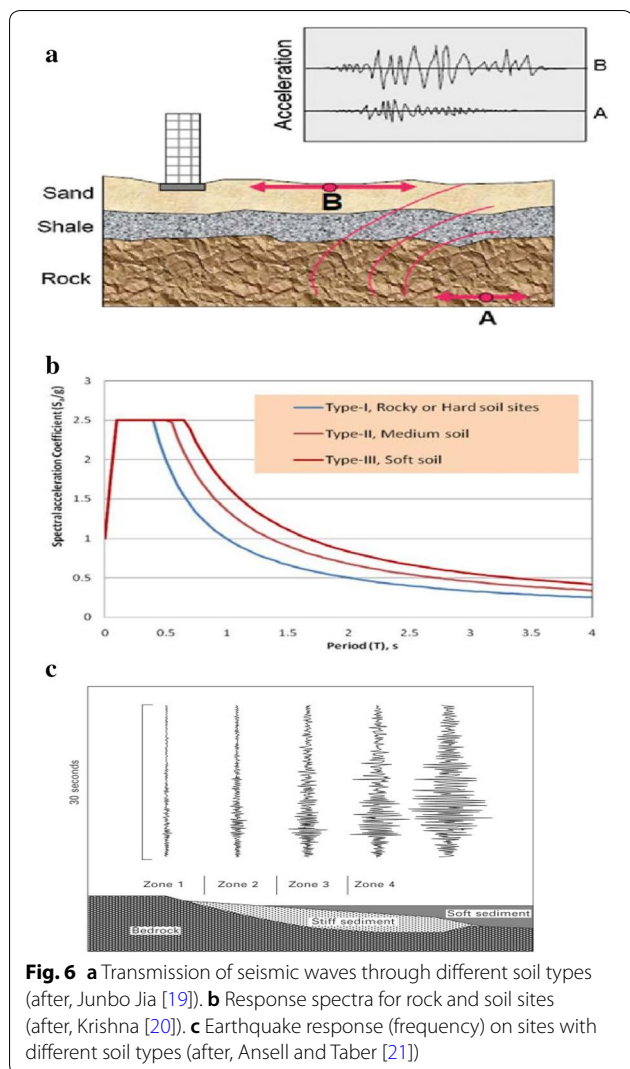 a
Acceleration
B
A
Sand
Shale
Rock
B
A
b
Spectral acceleration Coefficient (Sa/g)
3
2.5
2
1.5
1
0.5
0
Type-I, Rocky or Hard soil sites
Type-II, Medium soil
Type-III, Soft soil
0 0.5 1 1.5 2 2.5 3 3.5 4
Period (T), s
c
30 seconds
Zone 1 Zone 2 Zone 3 Zone 4
Soft sediment
Stiff sediment
Bedrock
Fig. 6 a Transmission of seismic waves through different soil types
(after, Junbo Jia [19]). b Response spectra for rock and soil sites
(after, Krishna [20]). c Earthquake response (frequency) on sites with
different soil types (after, Ansell and Taber [21])